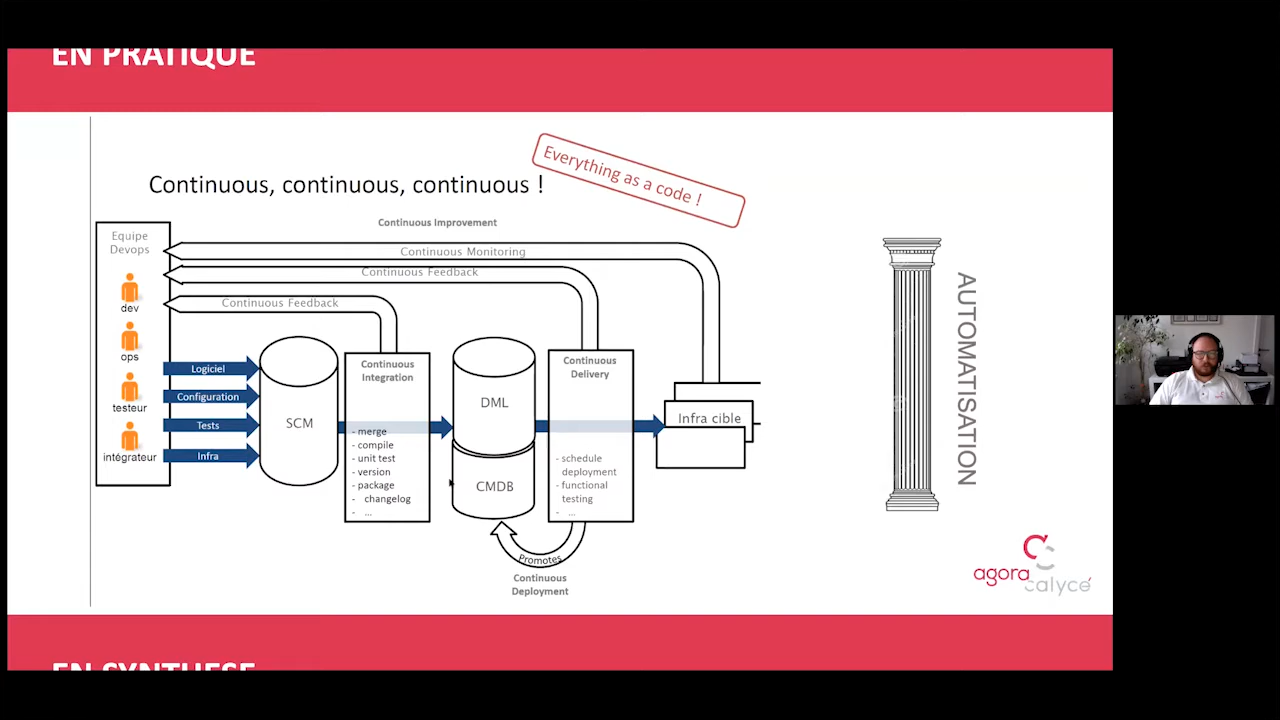 EN PRATIQUE
Everything as a code !
Continuous, continuous, continuous !
Continuous Improvement
Equipe
Devops
Continuous Monitoring
Continuous Feedback
Continuous Feedback
dev
ops
testeur
intégrateur
Logiciel
Configuration
Tests
Infra
SCM
Continuous
Integration
- merge
- compile
- unit test
- version
- package
- changelog
- ...
DML
CMDB
Continuous
Delivery
- schedule
deployment
- functional
testing
- ...
Infra cible
Promotes
Continuous
Deployment
AUTOMATISATION
agora
calycé
EN SYNTHESE